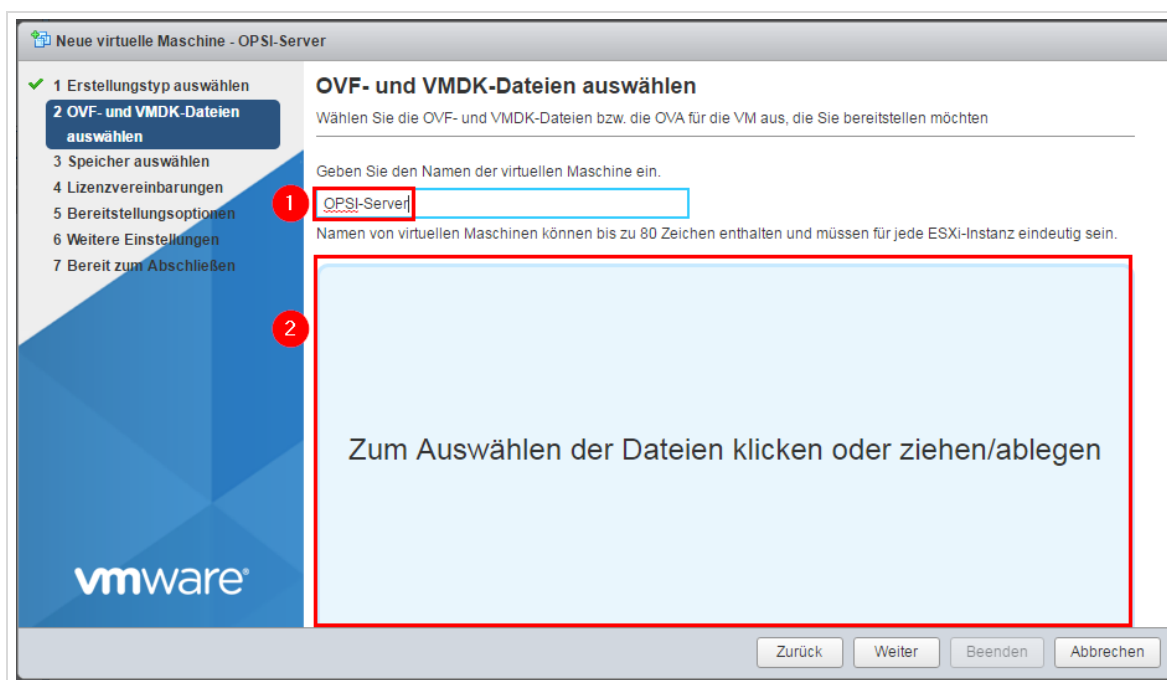 Neue virtuelle Maschine - OPSI-Server
1 Erstellungstyp auswählen
2 OVF- und VMDK-Dateien
auswählen
3 Speicher auswählen
4 Lizenzvereinbarungen
5 Bereitstellungsoptionen
6 Weitere Einstellungen
7 Bereit zum Abschließen
vmware®
OVF- und VMDK-Dateien auswählen
Wählen Sie die OVF- und VMDK-Dateien bzw. die OVA für die VM aus, die Sie bereitstellen möchten
Geben Sie den Namen der virtuellen Maschine ein.
1
OPSI-Server
Namen von virtuellen Maschinen können bis zu 80 Zeichen enthalten und müssen für jede ESXi-Instanz eindeutig sein.
2
Zum Auswählen der Dateien klicken oder ziehen/ablegen
Zurück Weiter Beenden Abbrechen